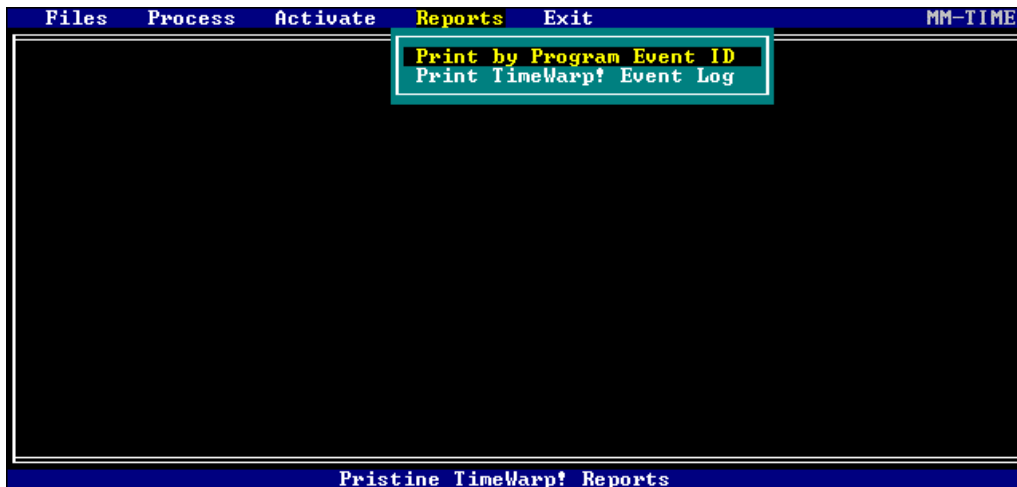 Files Process Activate Reports Exit MM-TIME
Print by Program Event ID
Print TimeWarp! Event Log
Pristine TimeWarp! Reports